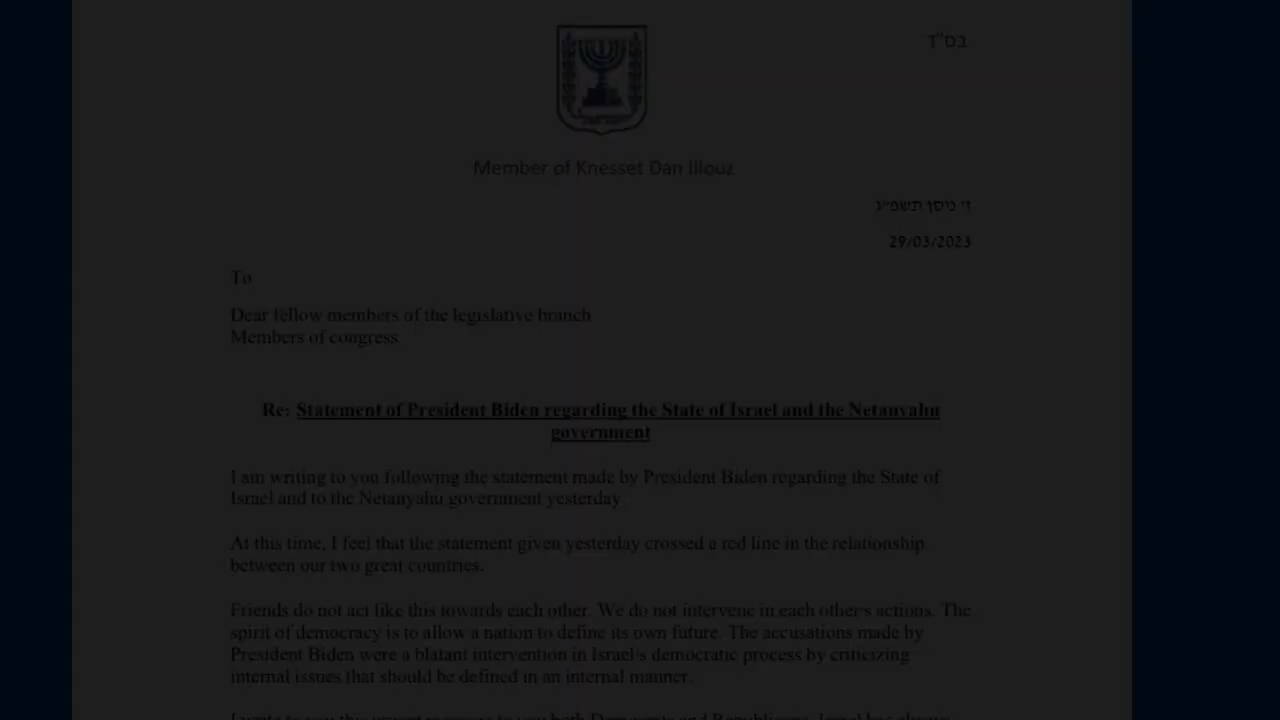 בס"ד
Member of Knesset Dan Illouz
ז' ניסן תשפ"ג
29/03/2023
To
Dear fellow members of the legislative branch
Members of congress
Re: Statement of President Biden regarding the State of Israel and the Netanyahu
government
I am writing to you following the statement made by President Biden regarding the State of
Israel and to the Netanyahu government yesterday.
At this time, I feel that the statement given yesterday crossed a red line in the relationship
between our two great countries.
Friends do not act like this towards each other. We do not intervene in each other's actions. The
spirit of democracy is to allow a nation to define its own future. The accusations made by
President Biden were a blatant intervention in Israel's democratic process by criticizing
internal issues that should be defined in an internal manner.